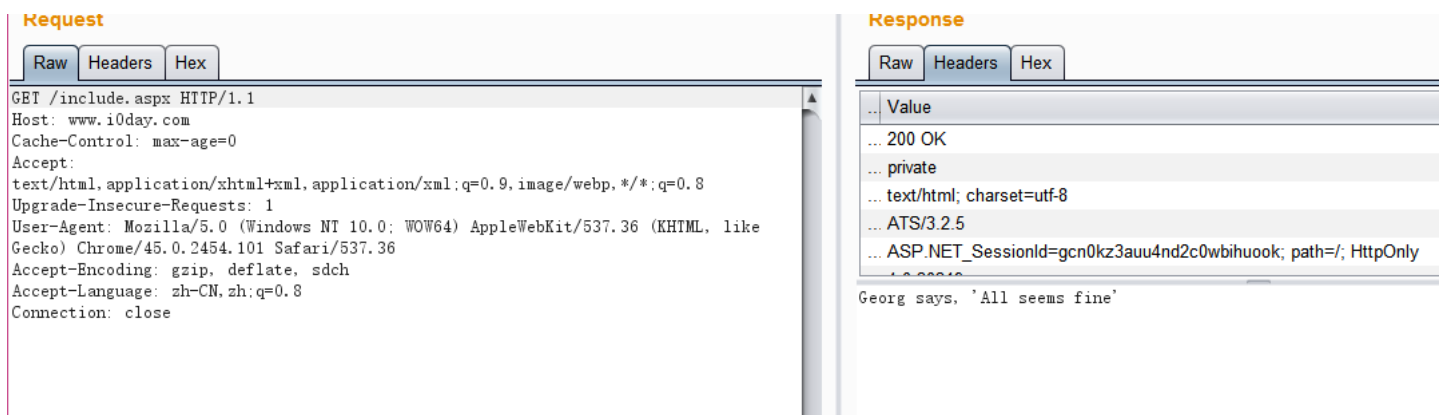 Request
Raw Headers Hex
GET /include.aspx HTTP/1.1
Host: www.i0day.com
Cache-Control: max-age=0
Accept:
text/html,application/xhtml+xml,application/xml;q=0.9,image/webp,*/*;q=0.8
Upgrade-Insecure-Requests: 1
User-Agent: Mozilla/5.0 (Windows NT 10.0; WOW64) AppleWebKit/537.36 (KHTML, like
Gecko) Chrome/45.0.2454.101 Safari/537.36
Accept-Encoding: gzip, deflate, sdch
Accept-Language: zh-CN,zh;q=0.8
Connection: close
Response
Raw Headers Hex
... Value
... 200 OK
... private
... text/html; charset=utf-8
... ATS/3.2.5
... ASP.NET_SessionId=gcn0kz3auu4nd2c0wbihuook; path=/; HttpOnly
Georg says, 'All seems fine'